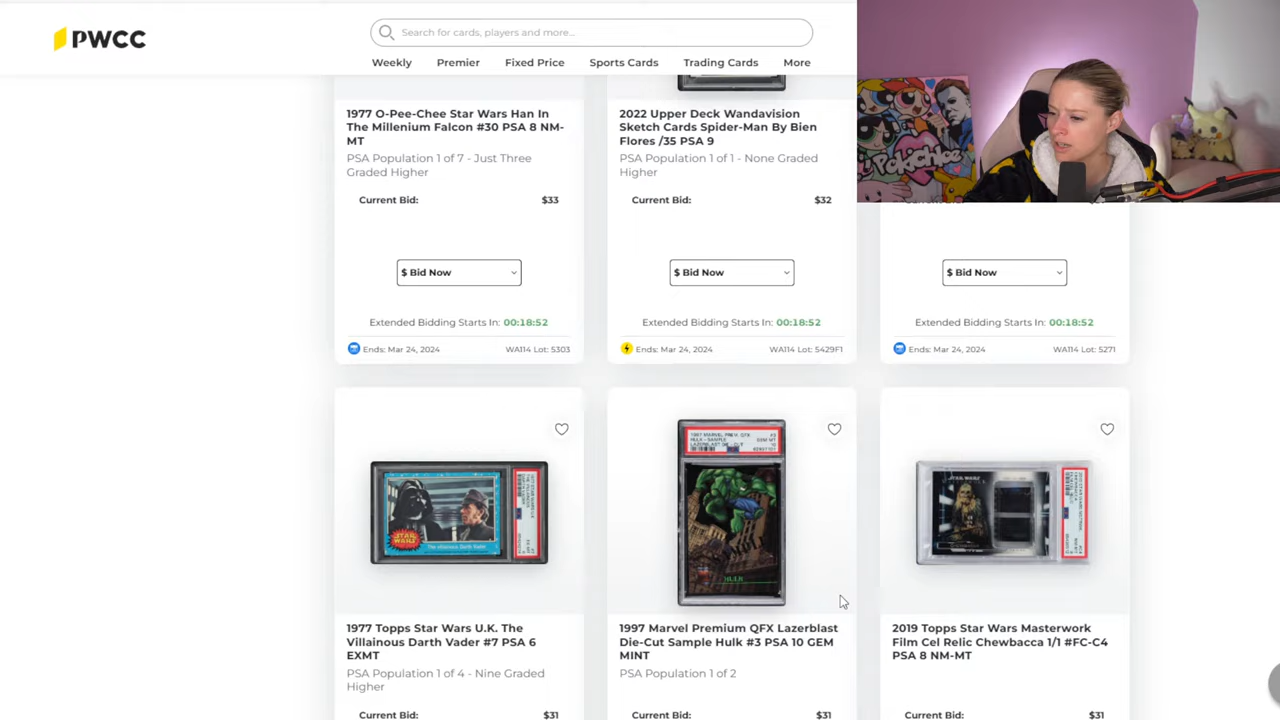 PWCC
Search for cards, players and more...
Weekly
Premier
Fixed Price
Sports Cards
Trading Cards
More
1977 O-Pee-Chee Star Wars Han In
The Millenium Falcon #30 PSA 8 NM-
MT
PSA Population 1 of 7 - Just Three
Graded Higher
Current Bid: $33
$ Bid Now
Extended Bidding Starts In: 00:18:52
Ends: Mar 24, 2024
WA114 Lot: 5303
2022 Upper Deck Wandavision
Sketch Cards Spider-Man By Bien
Flores /35 PSA 9
PSA Population 1 of 1 - None Graded
Higher
Current Bid: $32
$ Bid Now
Extended Bidding Starts In: 00:18:52
Ends: Mar 24, 2024
WA114 Lot: 5429F1
$ Bid Now
Extended Bidding Starts In: 00:18:52
Ends: Mar 24, 2024
WA114 Lot: 5271
STAR
WARS
The villainous Darth Vader
1977 Topps Star Wars U.K. The
Villainous Darth Vader #7 PSA 6
EXMT
PSA Population 1 of 4 - Nine Graded
Higher
Current Bid: $31
HULK
1997 Marvel Premium QFX Lazerblast
Die-Cut Sample Hulk #3 PSA 10 GEM
MINT
PSA Population 1 of 2
Current Bid: $31
STAR WARS
2019 Topps Star Wars Masterwork
Film Cel Relic Chewbacca 1/1 #FC-C4
PSA 8 NM-MT
Current Bid: $31